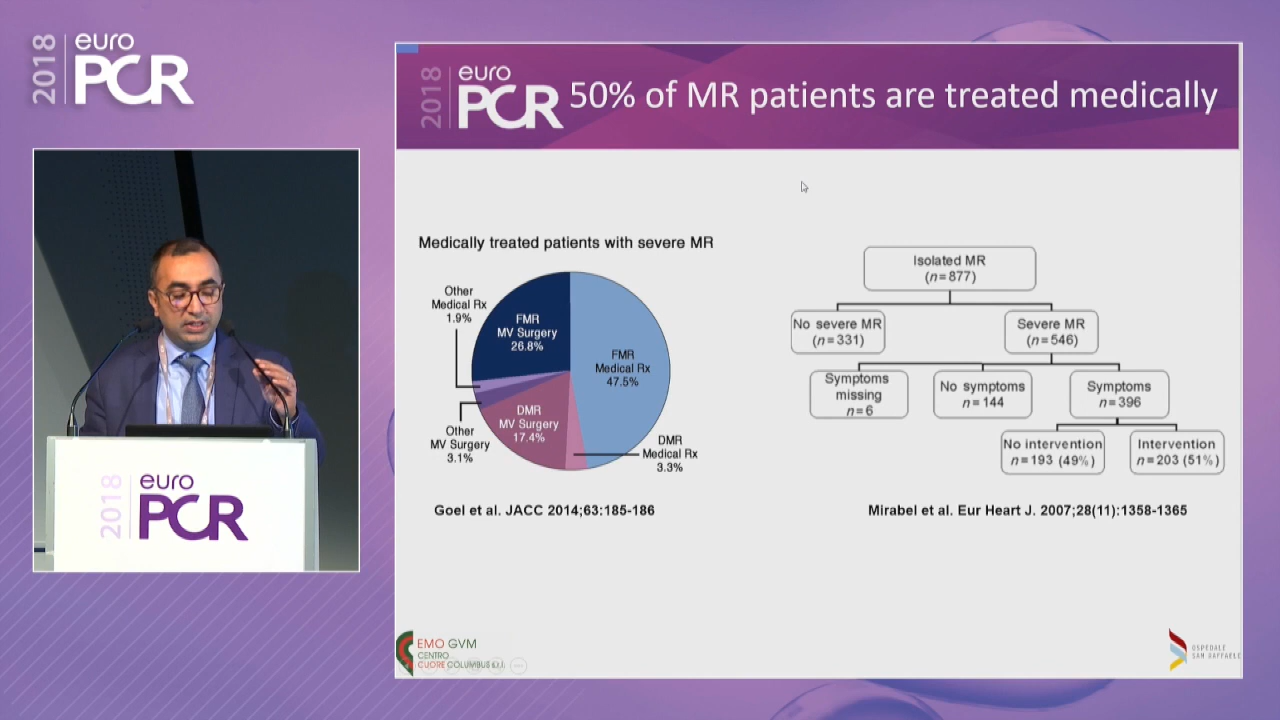 2018
euro
PCR
2018
euro
PCR
50% of MR patients are treated medically
Medically treated patients with severe MR
Other
Medical Rx
1.9%
FMR
MV Surgery
26.8%
FMR
Medical Rx
47.5%
DMR
MV Surgery
17.4%
Other
MV Surgery
3.1%
DMR
Medical Rx
3.3%
Goel et al. JACC 2014;63:185-186
Isolated MR
(n=877)
No severe MR
(n=331)
Severe MR
(n=546)
Symptoms
missing
n=6
No symptoms
n=144
Symptoms
n=396
No intervention
n=193 (49%)
Intervention
n=203 (51%)
Mirabel et al. Eur Heart J. 2007;28(11):1358-1365
2018
euro
PCR
EMO GVM
CENTRO
CUORE COLUMBUS s.r.l.
OSPEDALE
SAN RAFFAELE